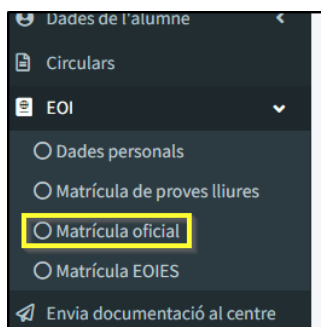 Dades de l'alumne
Circulars
EOI
Dades personals
Matrícula de proves lliures
Matrícula oficial
Matrícula EOIES
Envia documentació al centre